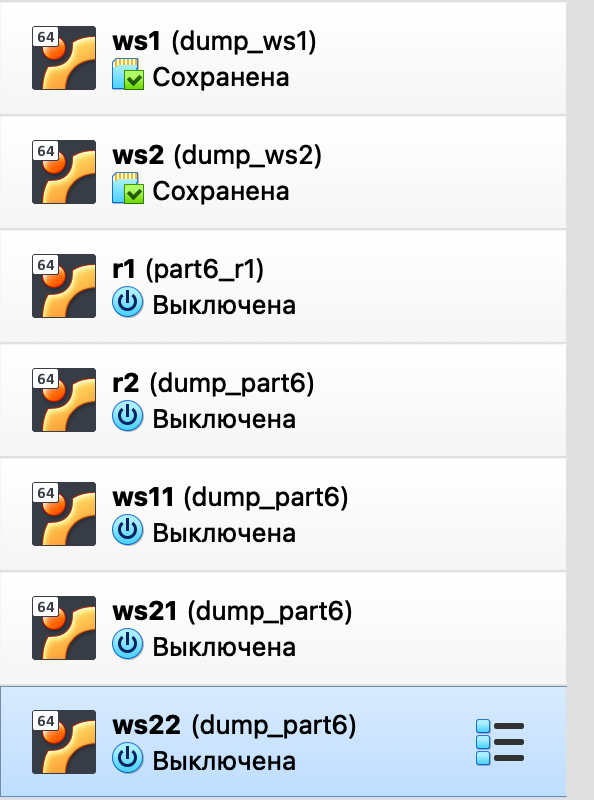 64
ws1 (dump_ws1)
Сохранена
64
ws2 (dump_ws2)
Сохранена
64
r1 (part6_r1)
Выключена
64
r2 (dump_part6)
Выключена
64
ws11 (dump_part6)
Выключена
64
ws21 (dump_part6)
Выключена
64
ws22 (dump_part6)
Выключена